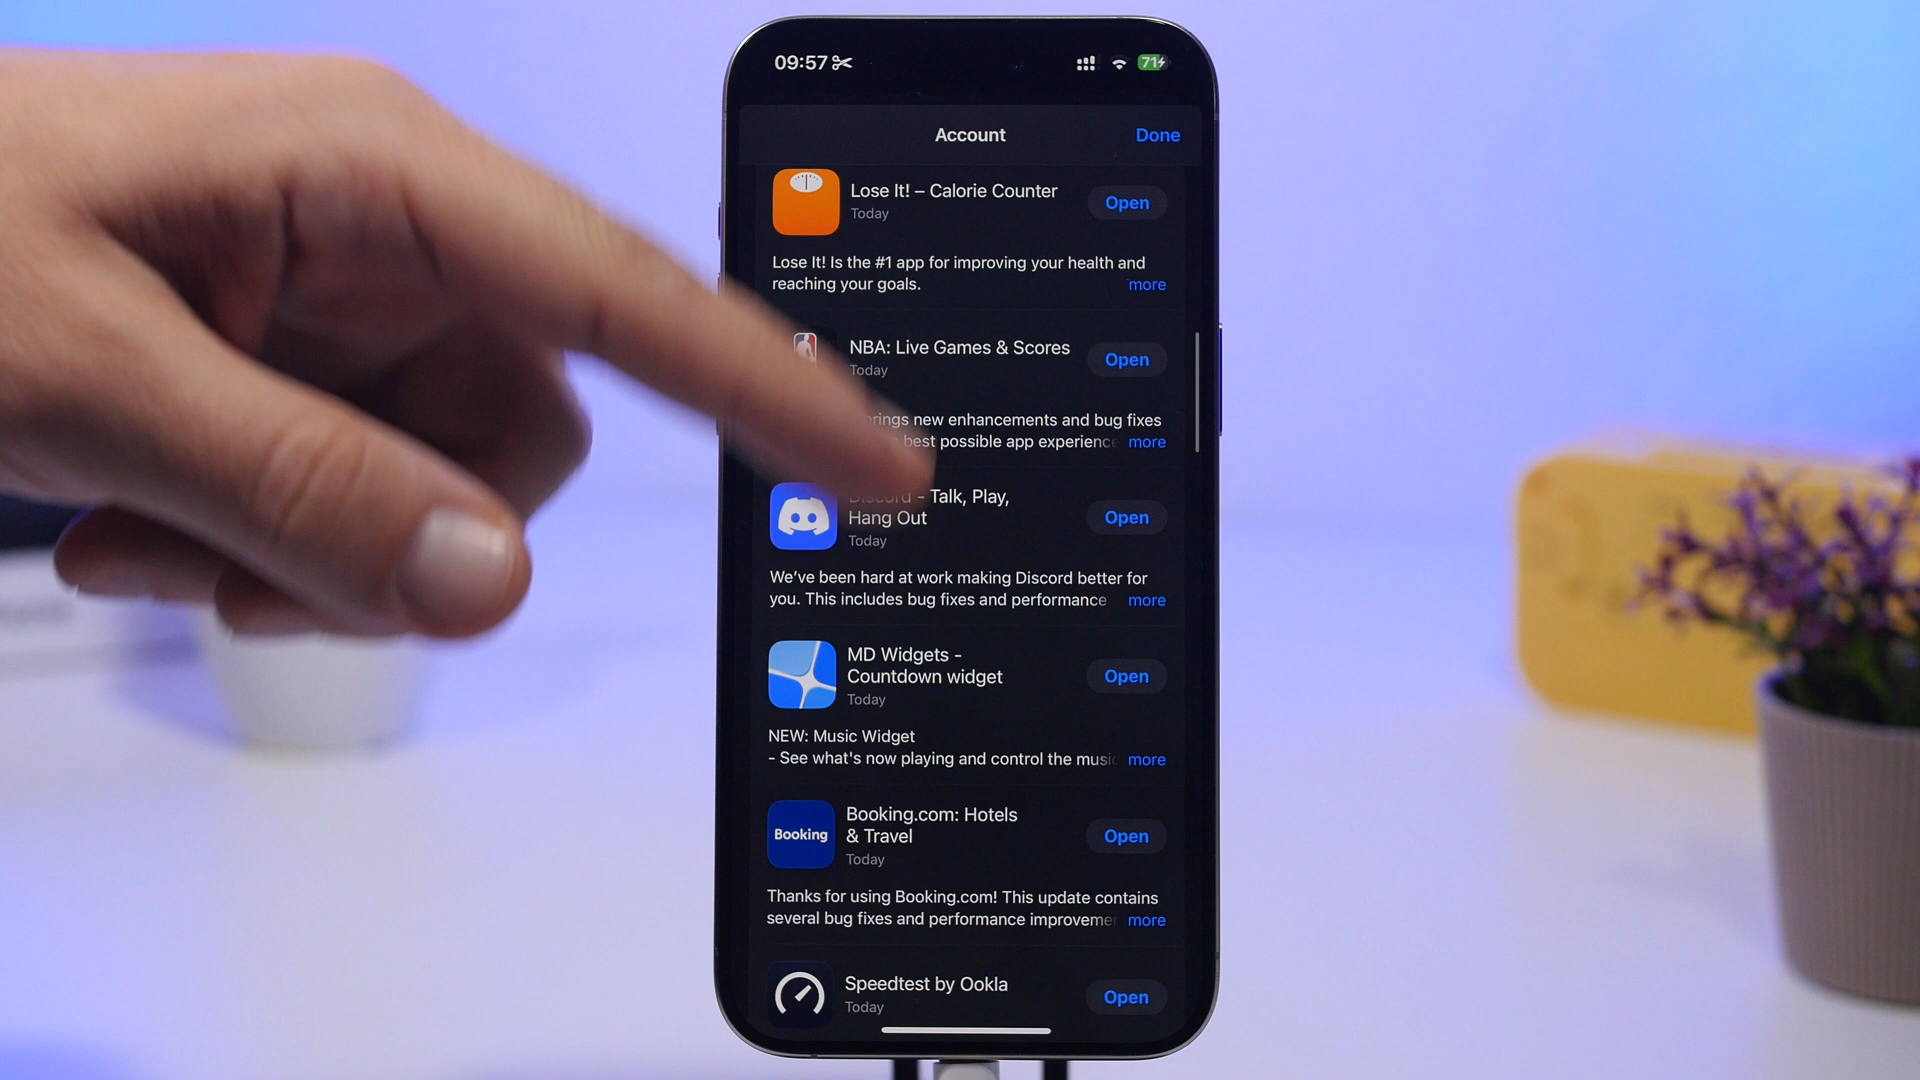 09:57
71
Account
Done
Lose It! – Calorie Counter
Today
Open
Lose It! Is the #1 app for improving your health and
reaching your goals.
more
NBA: Live Games & Scores
Today
Open
new enhancements and bug fixes
best possible app experience
more
Discord - Talk, Play,
Hang Out
Today
Open
We've been hard at work making Discord better for
you. This includes bug fixes and performance
more
MD Widgets -
Countdown widget
Today
Open
NEW: Music Widget
- See what's now playing and control the music
more
Booking
Booking.com: Hotels
& Travel
Today
Open
Thanks for using Booking.com! This update contains
several bug fixes and performance improveme
more
Speedtest by Ookla
Today
Open